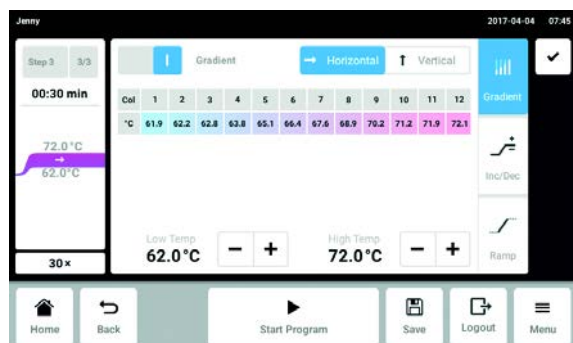 Jenny 2017-04-04 07:45
Step 3 3/3
00:30 min
72.0°C
62.0°C
30×
Gradient
Horizontal Vertical
Col 1 2 3 4 5 6 7 8 9 10 11 12
°C 61.9 62.2 62.8 63.8 65.1 66.4 67.6 68.9 70.2 71.2 71.9 72.1
Low Temp
62.0°C − +
High Temp
72.0°C − +
Gradient
Inc/Dec
Ramp
Home Back Start Program Save Logout Menu